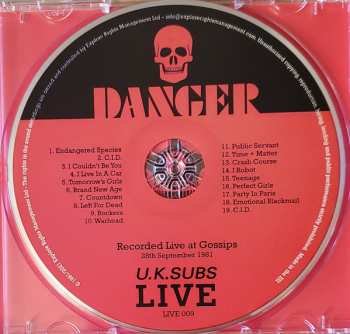 DANGER
1. Endangered Species
2. C.I.D.
3. I Couldn't Be You
4. I Live In A Car
5. Tomorrow's Girls
6. Brand New Age
7. Countdown
8. Left For Dead
9. Rockers
10. Warhead
11. Public Servant
12. Time + Matter
13. Crash Course
14. I Robot
15. Teenage
16. Perfect Girls
17. Party In Paris
18. Emotional Blackmail
19. C.I.D.
Recorded Live at Gossips
28th September 1981
U.K.SUBS
LIVE
LIVE 009